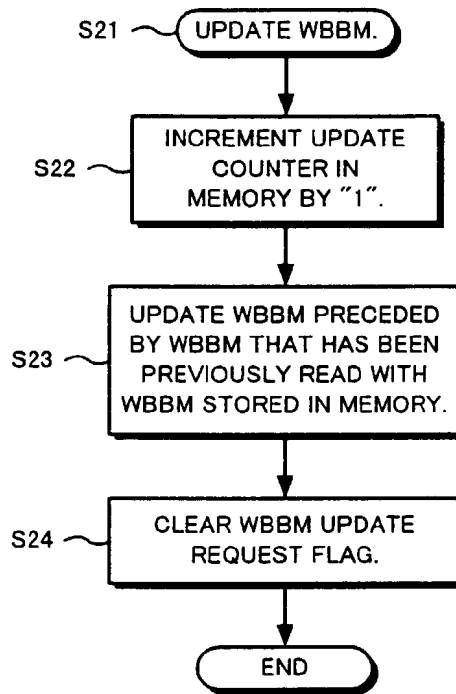 S21 UPDATE WBBM.
S22
INCREMENT UPDATE
COUNTER IN
MEMORY BY "1".
S23
UPDATE WBBM PRECEDED
BY WBBM THAT HAS BEEN
PREVIOUSLY READ WITH
WBBM STORED IN MEMORY.
S24
CLEAR WBBM UPDATE
REQUEST FLAG.
END